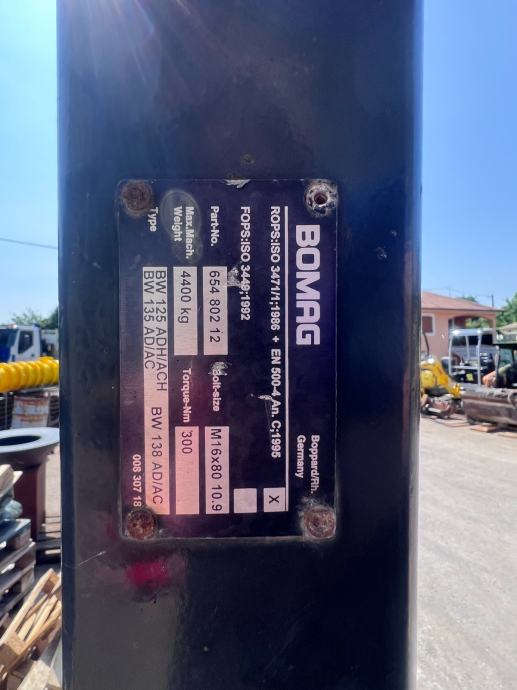 BOMAG Boppard/Rh. Germany
ROPS:ISO 3471/1;1986 + EN 500-4 An. C;1995 X
FOPS:ISO 3449;1992
Part-No. 654 802 12 Bolt-size M16x80 10.9
Max.Mach. Weight 4400 kg Torque-Nm 300
Type BW 125 ADH/ACH
BW 135 AD/AC BW 138 AD/AC
008 307 18